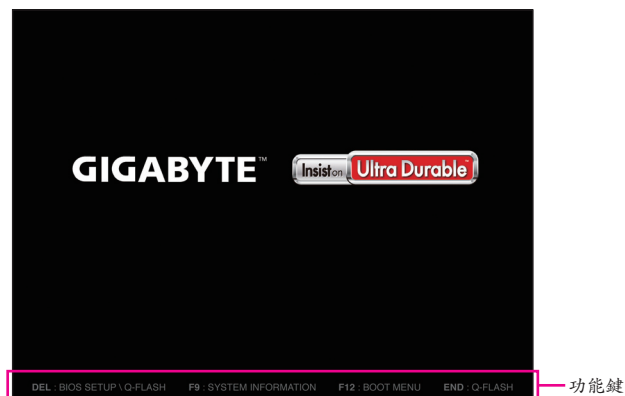 GIGABYTE™
Insist on Ultra Durable™
DEL : BIOS SETUP \ Q-FLASH F9 : SYSTEM INFORMATION F12 : BOOT MENU END : Q-FLASH
功能鍵